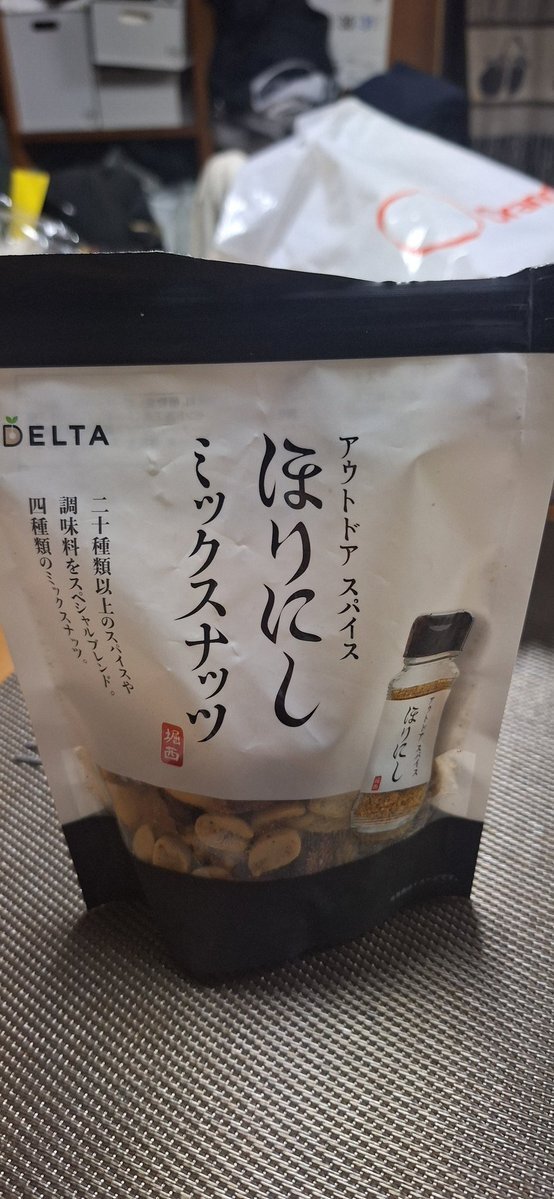 DELTA
アウトドア スパイス
ほりにし
ミックスナッツ
堀西
二十種類以上のスパイスや
調味料をスペシャルブレンド。
四種類のミックスナッツ。
アウトドア スパイス
ほりにし